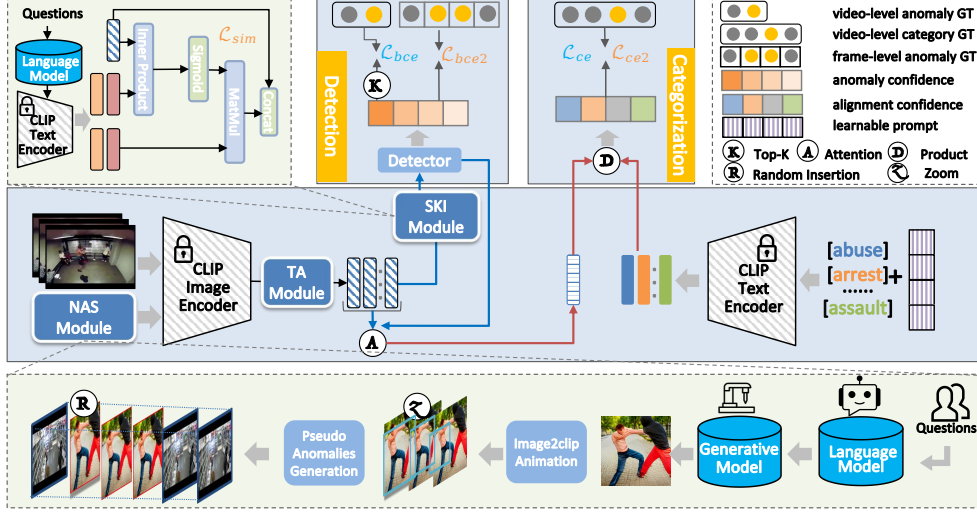 Questions
Language
Model
CLIP
Text
Encoder
Inner Product
Sigmoid
ℒsim
MatMul
Concat
Detection
ℒbce
ℒbce2
K
Detector
SKI
Module
ℒce
ℒce2
Categorization
D
video-level anomaly GT
video-level category GT
frame-level anomaly GT
anomaly confidence
alignment confidence
learnable prompt
K Top-K A Attention D Product
R Random Insertion Z Zoom
NAS
Module
CLIP
Image
Encoder
TA
Module
A
CLIP
Text
Encoder
[abuse]
[arrest]+
......
[assault]
R
Pseudo
Anomalies
Generation
Z
Image2clip
Animation
Generative
Model
Language
Model
Questions